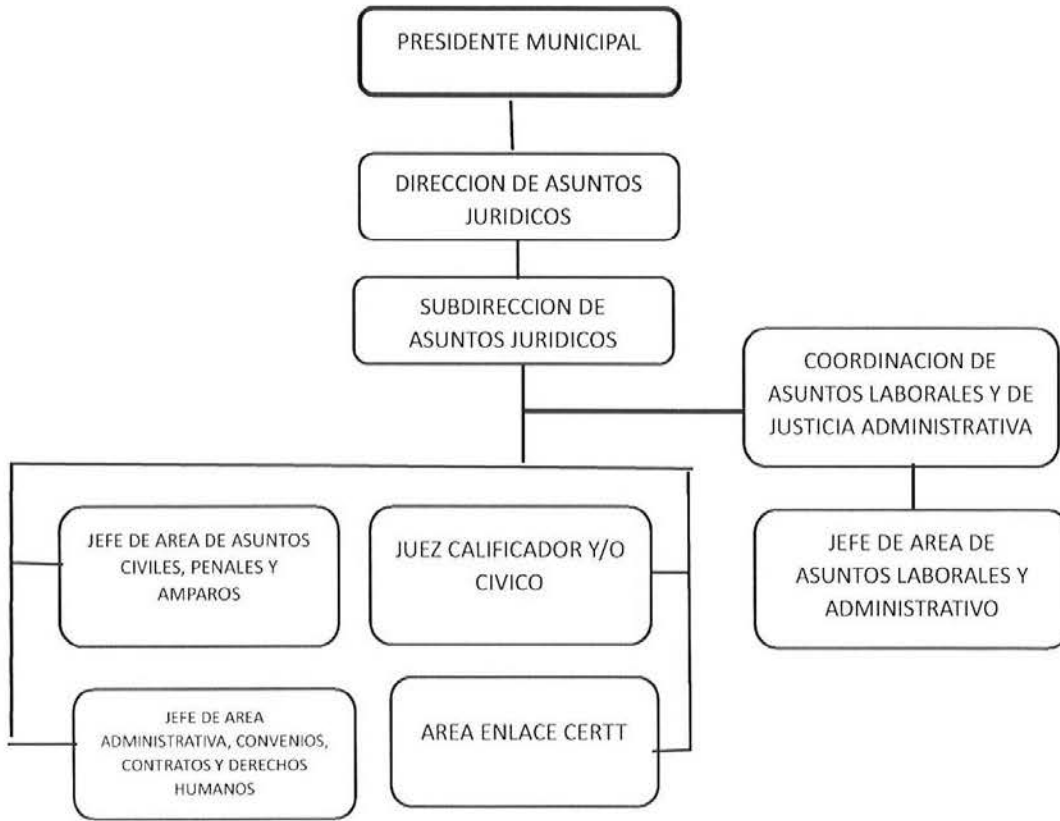 PRESIDENTE MUNICIPAL
DIRECCION DE ASUNTOS
JURIDICOS
SUBDIRECCION DE
ASUNTOS JURIDICOS
COORDINACION DE
ASUNTOS LABORALES Y DE
JUSTICIA ADMINISTRATIVA
JEFE DE AREA DE ASUNTOS
CIVILES, PENALES Y
AMPAROS
JUEZ CALIFICADOR Y/O
CIVICO
JEFE DE AREA DE
ASUNTOS LABORALES Y
ADMINISTRATIVO
JEFE DE AREA
ADMINISTRATIVA, CONVENIOS,
CONTRATOS Y DERECHOS
HUMANOS
AREA ENLACE CERTT